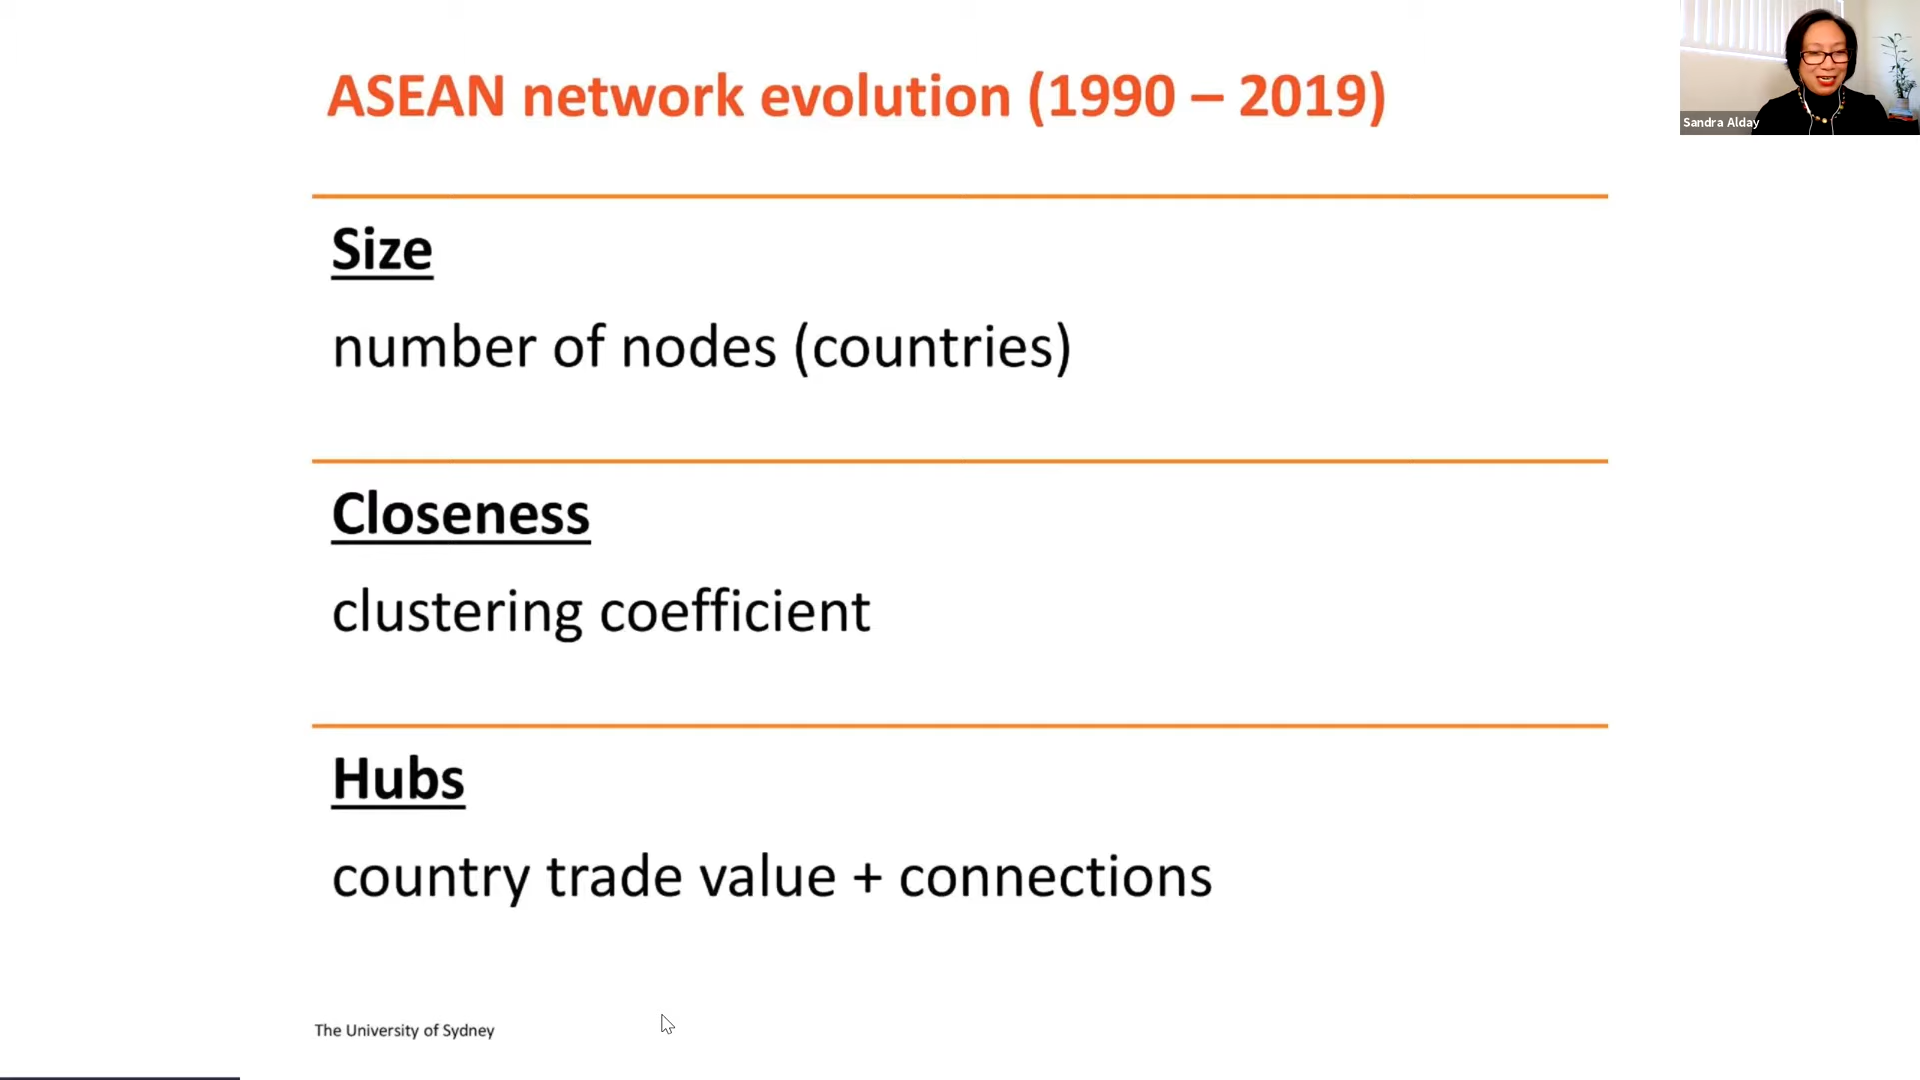 ASEAN network evolution (1990 – 2019)
Sandra Alday
Size
number of nodes (countries)
Closeness
clustering coefficient
Hubs
country trade value + connections
The University of Sydney